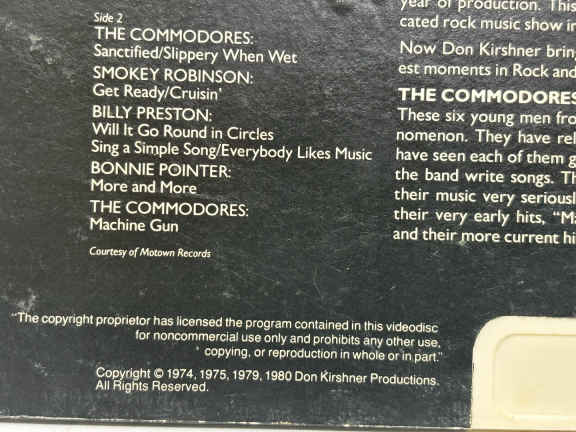 Side 2
THE COMMODORES:
Sanctified/Slippery When Wet
SMOKEY ROBINSON:
Get Ready/Cruisin'
BILLY PRESTON:
Will It Go Round in Circles
Sing a Simple Song/Everybody Likes Music
BONNIE POINTER:
More and More
THE COMMODORES:
Machine Gun
Courtesy of Motown Records
"The copyright proprietor has licensed the program contained in this videodisc
for noncommercial use only and prohibits any other use,
copying, or reproduction in whole or in part."
Copyright © 1974, 1975, 1979, 1980 Don Kirshner Productions.
All Rights Reserved.
year of production. This
cated rock music show in
Now Don Kirshner brin
est moments in Rock and
THE COMMODORES
These six young men fro
nomenon. They have rel
have seen each of them g
the band write songs. Th
their music very seriousl
their very early hits, "Ma
and their more current hi